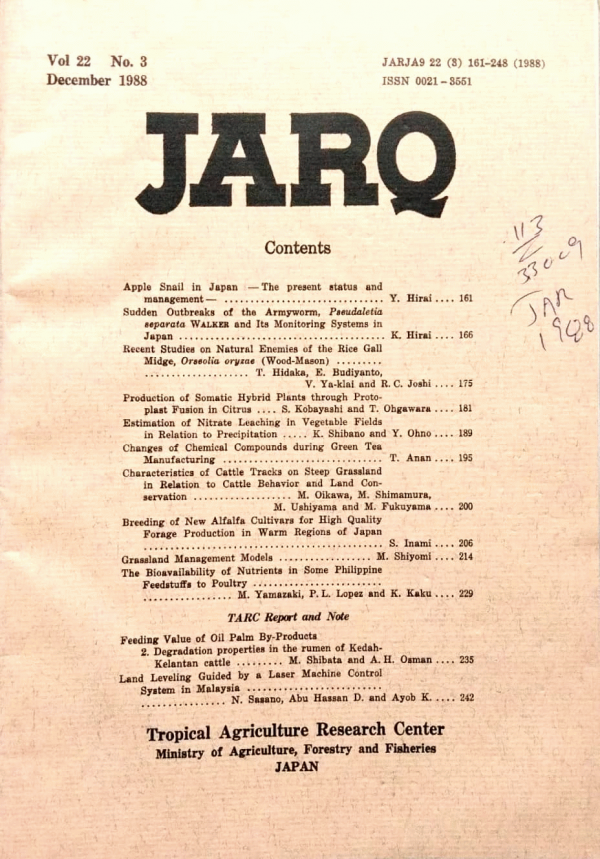 Vol 22 No. 3
December 1988
JARJA9 22 (3) 161-248 (1988)
ISSN 0021-3551
JARQ
Contents
Apple Snail in Japan —The present status and
management— .............................. Y. Hirai .... 161
Sudden Outbreaks of the Armyworm, Pseudaletia
separata WALKER and Its Monitoring Systems in
Japan ....................................... K. Hirai .... 166
Recent Studies on Natural Enemies of the Rice Gall
Midge, Orseolia oryzae (Wood-Mason) .........
.................... T. Hidaka, E. Budiyanto,
V. Ya-klai and R. C. Joshi .... 175
Production of Somatic Hybrid Plants through Proto-
plast Fusion in Citrus .... S. Kobayashi and T. Ohgawara .... 181
Estimation of Nitrate Leaching in Vegetable Fields
in Relation to Precipitation ..... K. Shibano and Y. Ohno .... 189
Changes of Chemical Compounds during Green Tea
Manufacturing ................................ T. Anan .... 195
Characteristics of Cattle Tracks on Steep Grassland
in Relation to Cattle Behavior and Land Con-
servation .................. M. Oikawa, M. Shimamura,
M. Ushiyama and M. Fukuyama .... 200
Breeding of New Alfalfa Cultivars for High Quality
Forage Production in Warm Regions of Japan
.............................................. S. Inami .... 206
Grassland Management Models .................. M. Shiyomi .... 214
The Bioavailability of Nutrients in Some Philippine
Feedstuffs to Poultry ........................
................. M. Yamazaki, P. L. Lopez and K. Kaku .... 229
TARC Report and Note
Feeding Value of Oil Palm By-Products
2. Degradation properties in the rumen of Kedah-
Kelantan cattle ......... M. Shibata and A. H. Osman .... 235
Land Leveling Guided by a Laser Machine Control
System in Malaysia ..........................
................ N. Sasano, Abu Hassan D. and Ayob K. .... 242
Tropical Agriculture Research Center
Ministry of Agriculture, Forestry and Fisheries
JAPAN
113
33009
JAR
1988